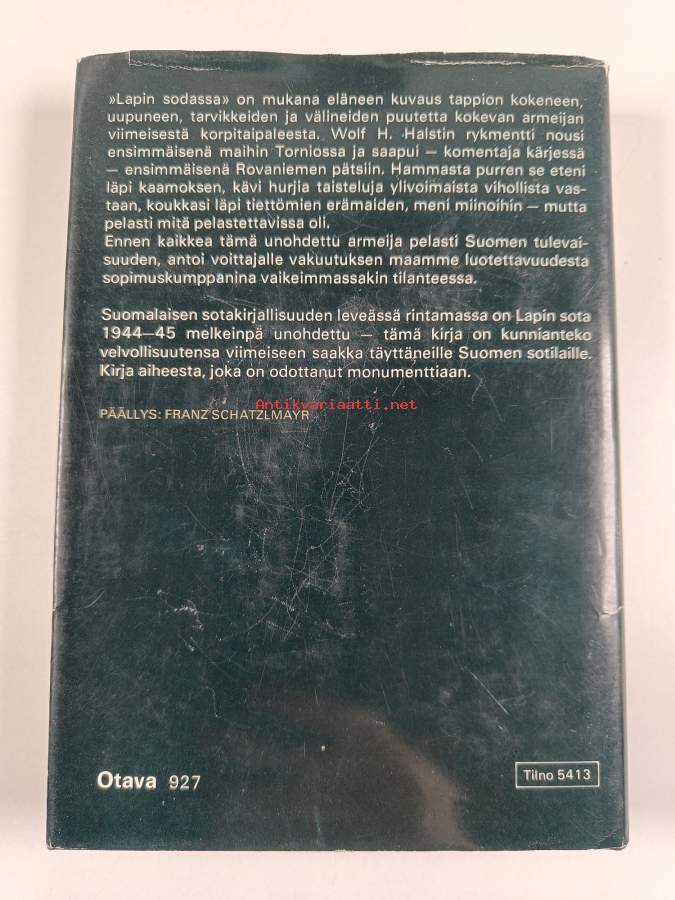 »Lapin sodassa» on mukana eläneen kuvaus tappion kokeneen,
uupuneen, tarvikkeiden ja välineiden puutetta kokevan armeijan
viimeisestä korpitaipaleesta. Wolf H. Halstin rykmentti nousi
ensimmäisenä maihin Torniossa ja saapui – komentaja kärjessä
– ensimmäisenä Rovaniemen pätsiin. Hammasta purren se eteni
läpi kaamoksen, kävi hurjia taisteluja ylivoimaista vihollista vas-
taan, koukkasi läpi tiettömien erämaiden, meni miinoihin – mutta
pelasti mitä pelastettavissa oli.
Ennen kaikkea tämä unohdettu armeija pelasti Suomen tulevai-
suuden, antoi voittajalle vakuutuksen maamme luotettavuudesta
sopimuskumppanina vaikeimmassakin tilanteessa.
Suomalaisen sotakirjallisuuden leveässä rintamassa on Lapin sota
1944–45 melkeinpä unohdettu – tämä kirja on kunnianteko
velvollisuutensa viimeiseen saakka täyttäneille Suomen sotilaille.
Kirja aiheesta, joka on odottanut monumenttiaan.
Antikvariaatti.net
PÄÄLLYS: FRANZ SCHATZLMAYR
Otava 927
Tilno 5413